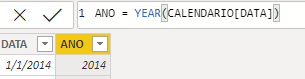 1 ANO = YEAR(CALENDARIO[DATA])
DATA ANO
1/1/2014 2014